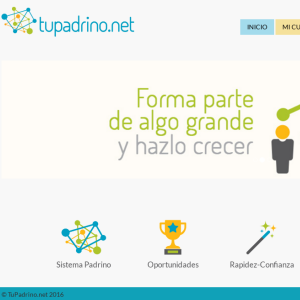 tupadrino.net
INICIO
MI CU
Forma parte
de algo grande
y hazlo crecer
Sistema Padrino
Oportunidades
Rapidez-Confianza
© TuPadrino.net 2016